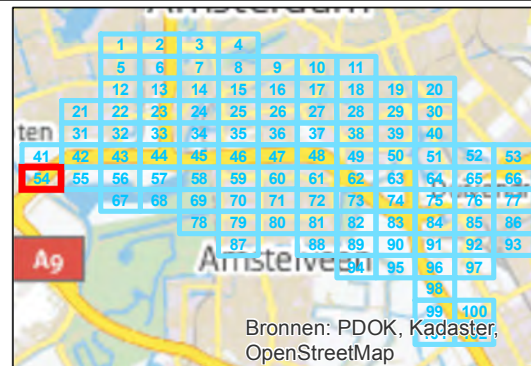 Amsterdam
1 2 3 4
5 6 7 8 9 10 11
12 13 14 15 16 17 18 19 20
21 22 23 24 25 26 27 28 29 30
ten
31 32 33 34 35 36 37 38 39 40
41 42 43 44 45 46 47 48 49 50 51 52 53
54 55 56 57 58 59 60 61 62 63 64 65 66
67 68 69 70 71 72 73 74 75 76 77
78 79 80 81 82 83 84 85 86
A9
Amstelveen
87 88 89 90 91 92 93
94 95 96 97
98
99 100
Bronnen: PDOK, Kadaster,
OpenStreetMap